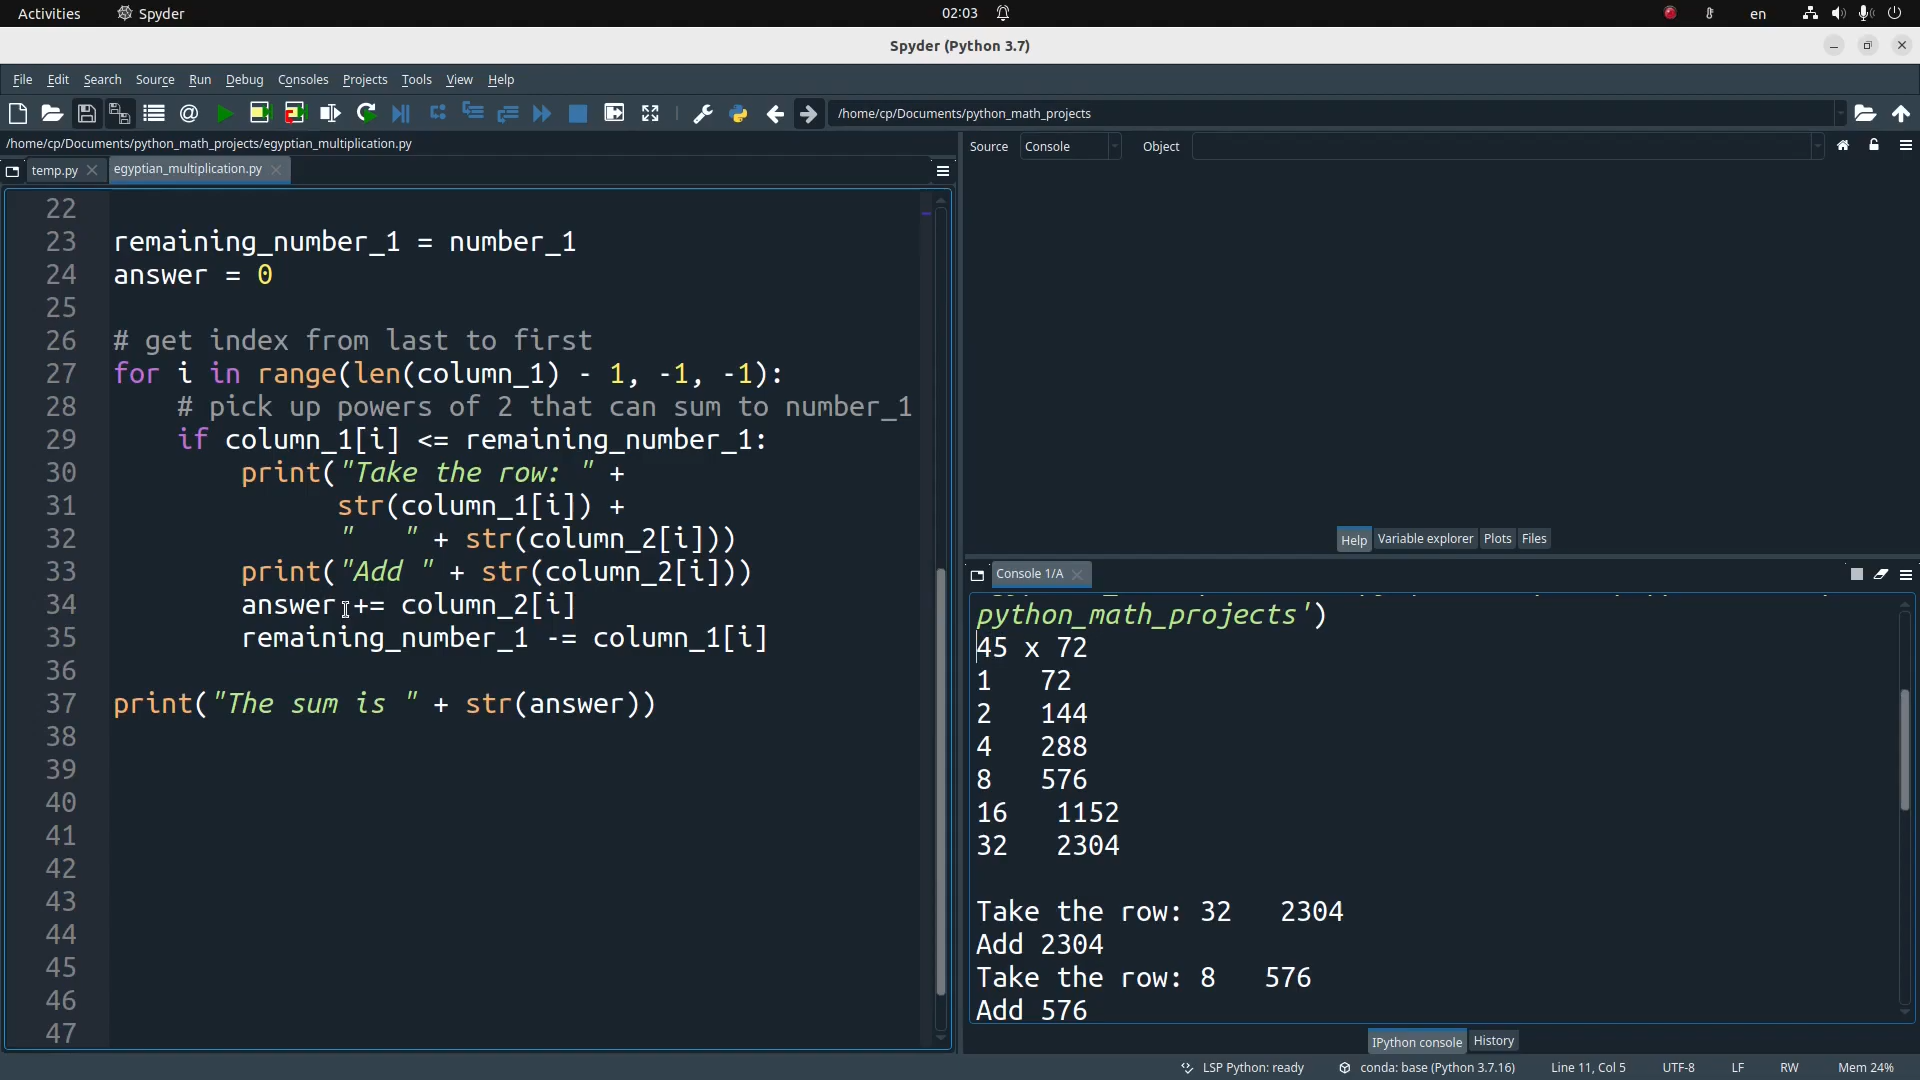 Activities Spyder 02:03 en
Spyder (Python 3.7)
File Edit Search Source Run Debug Consoles Projects Tools View Help
/home/cp/Documents/python_math_projects
/home/cp/Documents/python_math_projects/egyptian_multiplication.py
temp.py egyptian_multiplication.py
22
23 remaining_number_1 = number_1
24 answer = 0
25
26 # get index from last to first
27 for i in range(len(column_1) - 1, -1, -1):
28     # pick up powers of 2 that can sum to number_1
29     if column_1[i] <= remaining_number_1:
30         print("Take the row: " +
31               str(column_1[i]) +
32               "   " + str(column_2[i]))
33         print("Add " + str(column_2[i]))
34         answer += column_2[i]
35         remaining_number_1 -= column_1[i]
36
37 print("The sum is " + str(answer))
38
39
40
41
42
43
44
45
46
47
Source Console Object
Help Variable explorer Plots Files
Console 1/A
python_math_projects')
45 x 72
1   72
2   144
4   288
8   576
16   1152
32   2304
Take the row: 32   2304
Add 2304
Take the row: 8   576
Add 576
IPython console History
LSP Python: ready conda: base (Python 3.7.16) Line 11, Col 5 UTF-8 LF RW Mem 24%